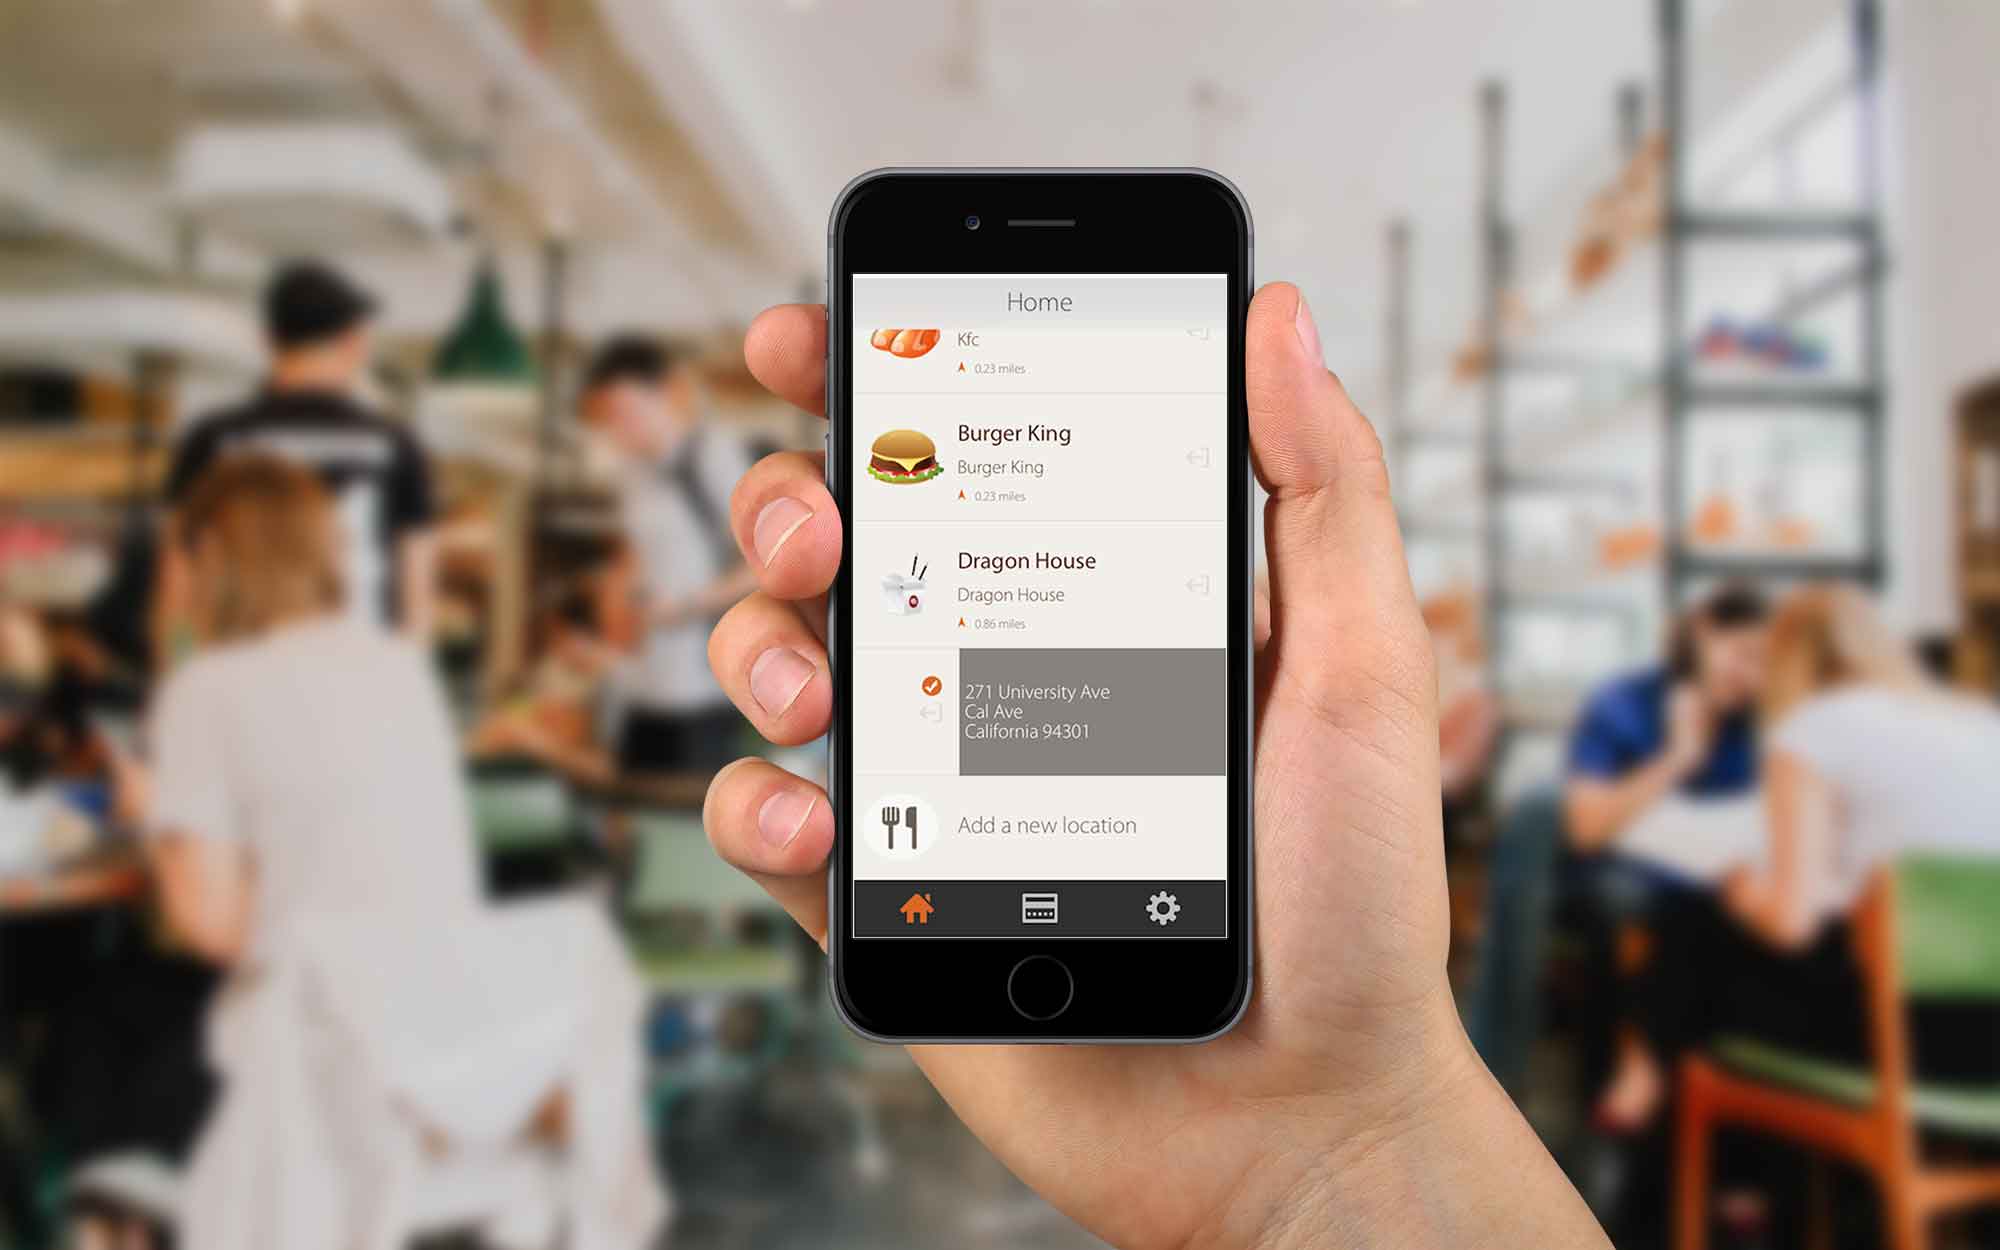 Home
Kfc
0.23 miles
Burger King
Burger King
0.23 miles
Dragon House
Dragon House
0.86 miles
271 University Ave
Cal Ave
California 94301
Add a new location